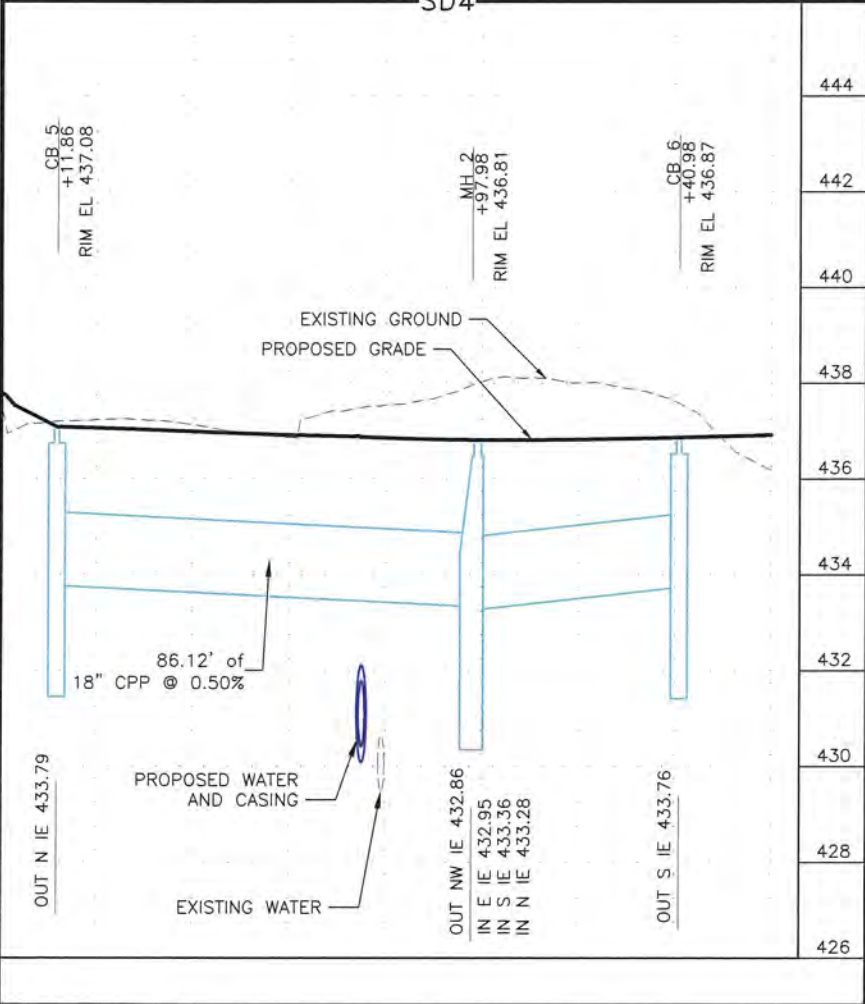 SD4
CB 5
+11.86
RIM EL 437.08
MH 2
+97.98
RIM EL 436.81
CB 6
+40.98
RIM EL 436.87
444
442
440
438
436
434
432
430
428
426
EXISTING GROUND
PROPOSED GRADE
86.12' of
18" CPP @ 0.50%
PROPOSED WATER
AND CASING
EXISTING WATER
OUT N IE 433.79
OUT NW IE 432.86
IN E IE 432.95
IN S IE 433.36
IN N IE 433.28
OUT S IE 433.76